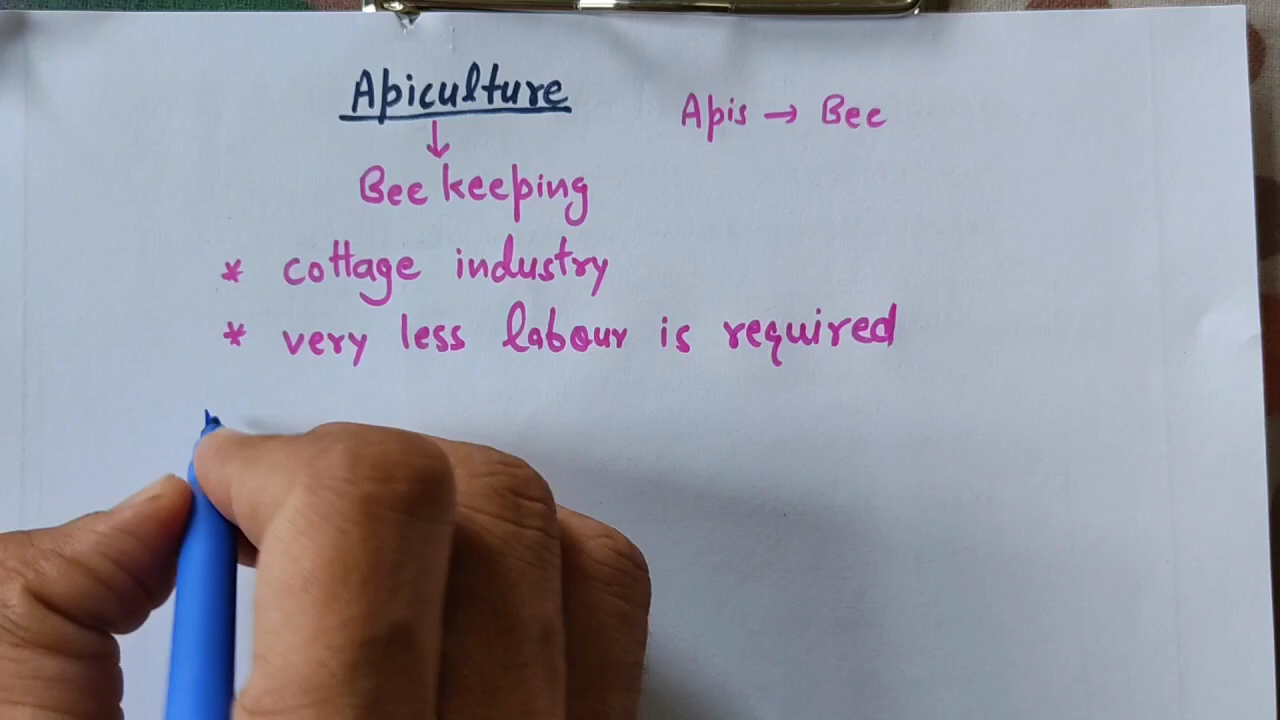 Apiculture
Apis → Bee
↓
Bee keeping
* cottage industry
* very less labour is required